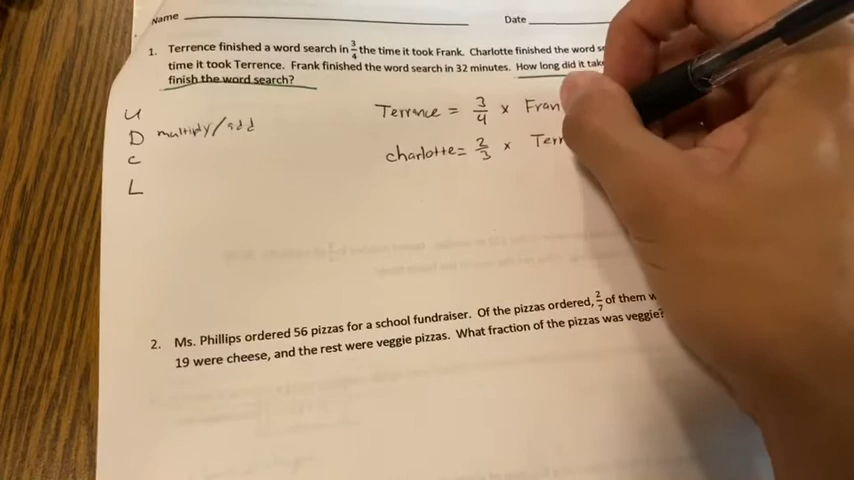 Name Date
1. Terrence finished a word search in 3/4 the time it took Frank. Charlotte finished the word
time it took Terrence. Frank finished the word search in 32 minutes. How long did it
finish the word search?
Terrance = 3/4 x
U
D multiply/add
charlotte = 2/3 x
C
L
2. Ms. Phillips ordered 56 pizzas for a school fundraiser. Of the pizzas ordered, 2/7 of them
19 were cheese, and the rest were veggie pizzas. What fraction of the pizzas was veggie?